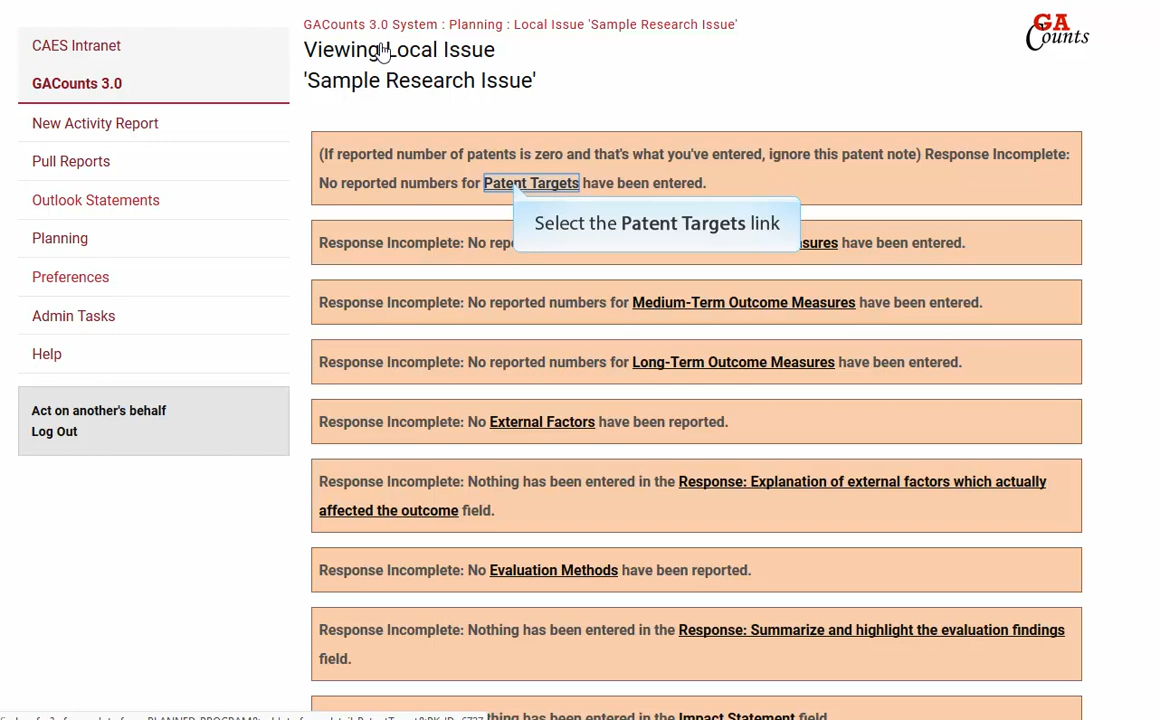 GACounts 3.0 System : Planning : Local Issue 'Sample Research Issue'
GA
Counts
CAES Intranet
Viewing Local Issue
'Sample Research Issue'
GACounts 3.0
New Activity Report
Pull Reports
Outlook Statements
Planning
Preferences
Admin Tasks
Help
Act on another's behalf
Log Out
(If reported number of patents is zero and that's what you've entered, ignore this patent note) Response Incomplete:
No reported numbers for Patent Targets have been entered.
Select the Patent Targets link
Response Incomplete: No have been entered.
Response Incomplete: No reported numbers for Medium-Term Outcome Measures have been entered.
Response Incomplete: No reported numbers for Long-Term Outcome Measures have been entered.
Response Incomplete: No External Factors have been reported.
Response Incomplete: Nothing has been entered in the Response: Explanation of external factors which actually
affected the outcome field.
Response Incomplete: No Evaluation Methods have been reported.
Response Incomplete: Nothing has been entered in the Response: Summarize and highlight the evaluation findings
field.
has been entered in the Impact Statement field.